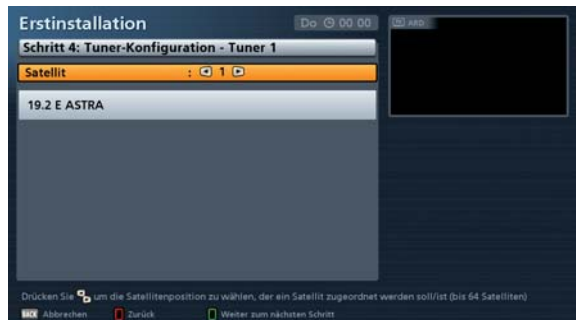 Erstinstallation
Do 00 00
ARD
Schritt 4: Tuner-Konfiguration - Tuner 1
Satellit : 1
19.2 E ASTRA
Drücken Sie um die Satellitenposition zu wählen, der ein Satellit zugeordnet werden soll/ist (bis 64 Satelliten)
BACK Abbrechen Zurück Weiter zum nächsten Schritt